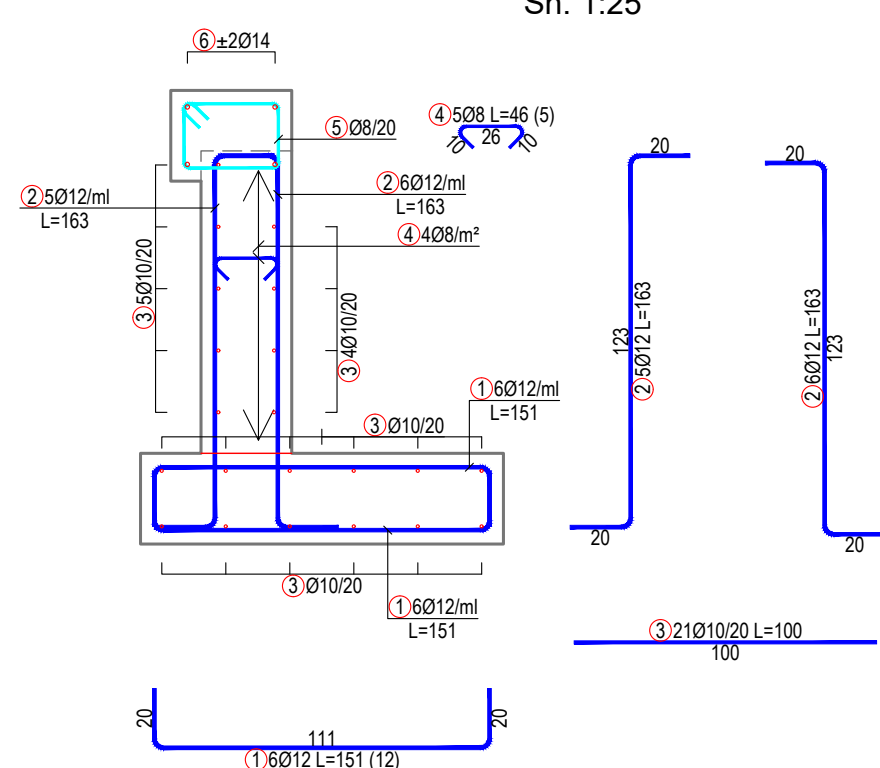 Sh. 1:25
6 ±2Ø14
4 5Ø8 L=46 (5)
10 26 10
5 Ø8/20
2 5Ø12/ml
L=163
2 6Ø12/ml
L=163
4 4Ø8/m²
3 5Ø10/20
3 4Ø10/20
1 6Ø12/ml
L=151
3 Ø10/20
3 Ø10/20
1 6Ø12/ml
L=151
20
123
2 5Ø12 L=163
20
20
2 6Ø12 L=163
123
20
3 21Ø10/20 L=100
100
20
111
20
1 6Ø12 L=151 (12)